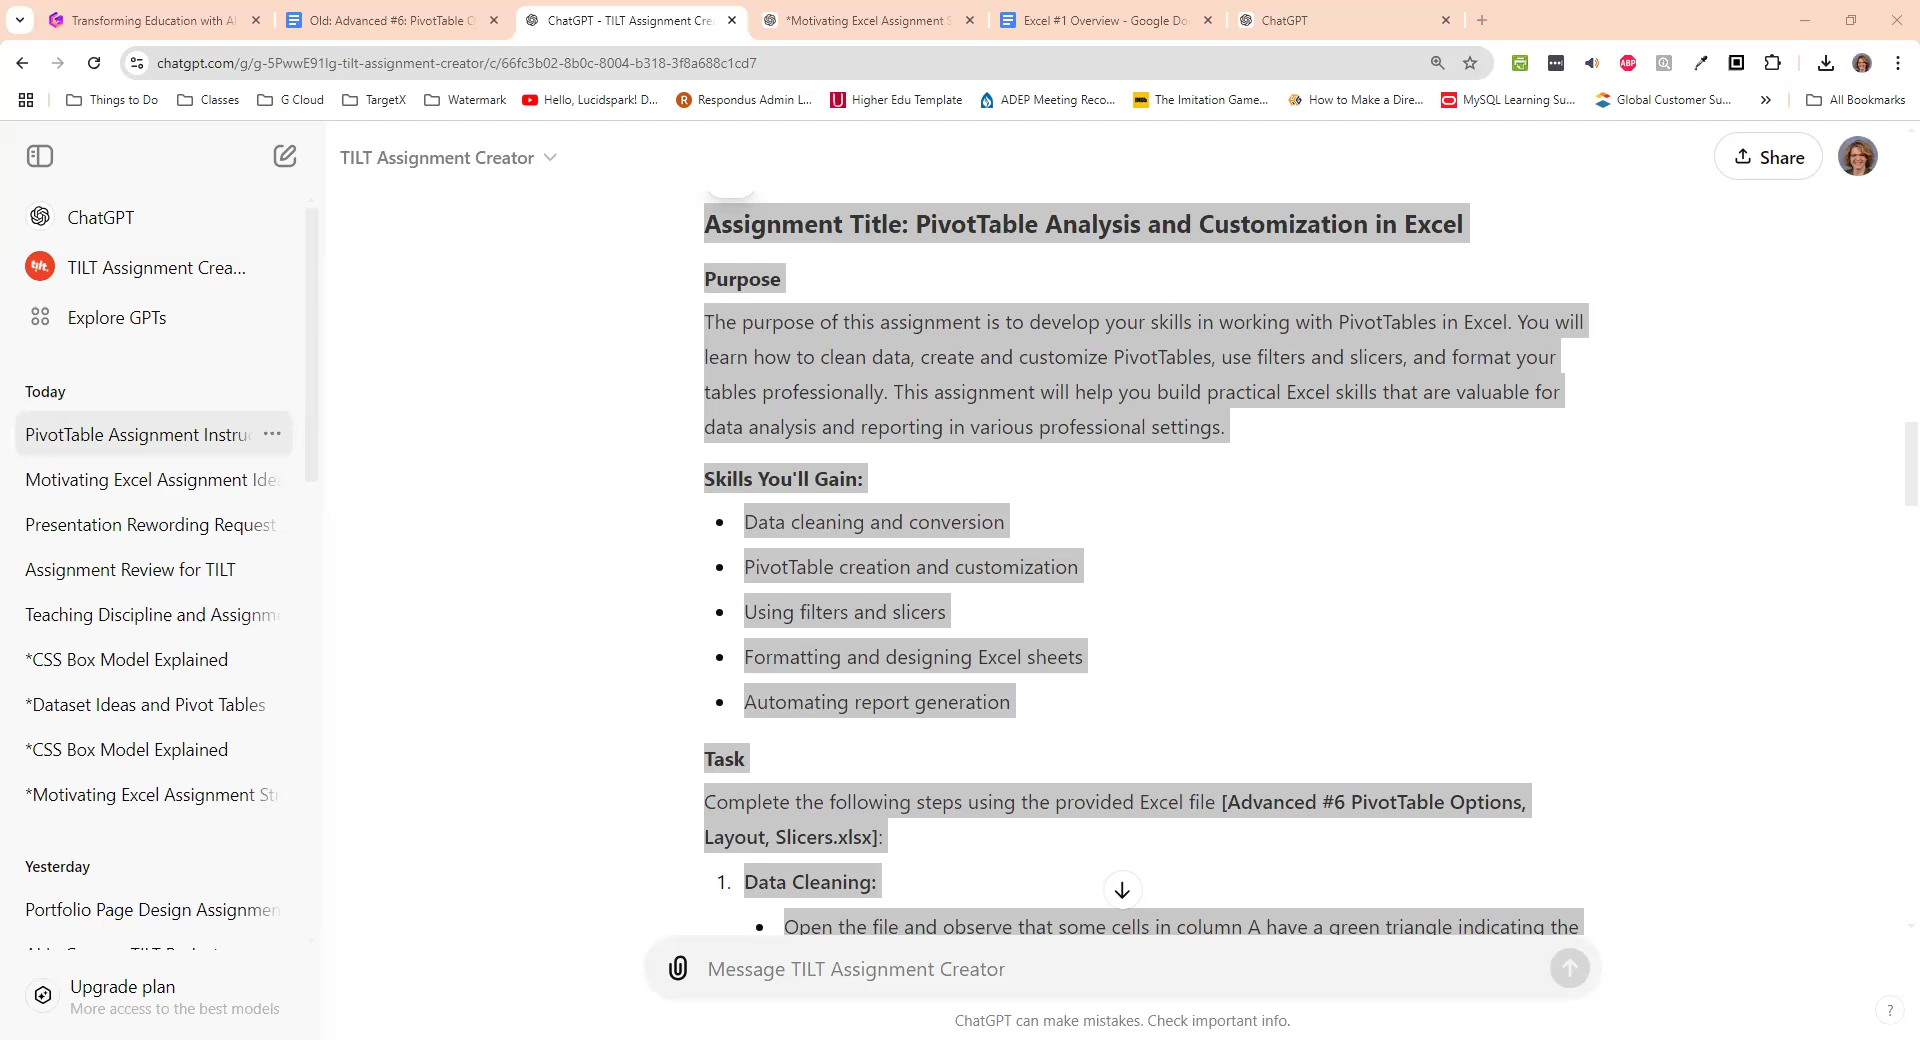 Transforming Education with AI
Old: Advanced #6: PivotTable O
ChatGPT - TILT Assignment Crea
*Motivating Excel Assignment S
Excel #1 Overview - Google Do
ChatGPT
chatgpt.com/g/g-5PwwE91Ig-tilt-assignment-creator/c/66fc3b02-8b0c-8004-b318-3f8a688c1cd7
ABP
Things to Do
Classes
G Cloud
TargetX
Watermark
Hello, Lucidspark! D...
Respondus Admin L...
Higher Edu Template
ADEP Meeting Reco...
The Imitation Game...
How to Make a Dire...
MySQL Learning Su...
Global Customer Su...
All Bookmarks
TILT Assignment Creator
Share
ChatGPT
tilt.
TILT Assignment Crea...
Explore GPTs
Today
PivotTable Assignment Instru
Motivating Excel Assignment Idea
Presentation Rewording Request
Assignment Review for TILT
Teaching Discipline and Assignme
*CSS Box Model Explained
*Dataset Ideas and Pivot Tables
*CSS Box Model Explained
*Motivating Excel Assignment Str
Yesterday
Portfolio Page Design Assignmen
Upgrade plan
More access to the best models
Assignment Title: PivotTable Analysis and Customization in Excel
Purpose
The purpose of this assignment is to develop your skills in working with PivotTables in Excel. You will
learn how to clean data, create and customize PivotTables, use filters and slicers, and format your
tables professionally. This assignment will help you build practical Excel skills that are valuable for
data analysis and reporting in various professional settings.
Skills You'll Gain:
Data cleaning and conversion
PivotTable creation and customization
Using filters and slicers
Formatting and designing Excel sheets
Automating report generation
Task
Complete the following steps using the provided Excel file [Advanced #6 PivotTable Options,
Layout, Slicers.xlsx]:
1. Data Cleaning:
Open the file and observe that some cells in column A have a green triangle indicating the
Message TILT Assignment Creator
ChatGPT can make mistakes. Check important info.
?